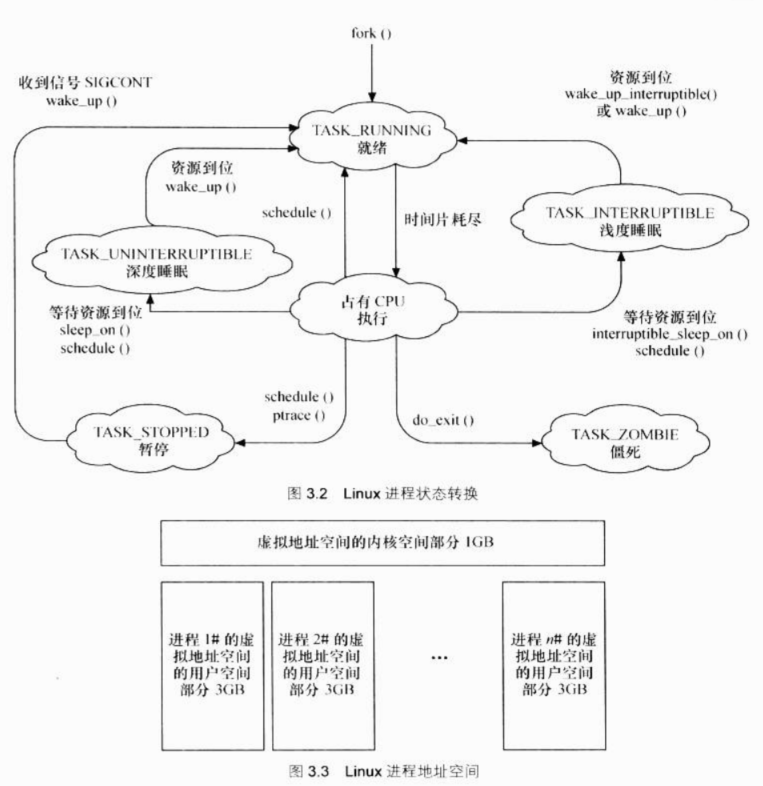 fork ()
收到信号 SIGCONT
wake_up ()
资源到位
wake_up_interruptible()
或 wake_up ()
TASK_RUNNING
就绪
资源到位
wake_up ()
schedule ()
时间片耗尽
TASK_INTERRUPTIBLE
浅度睡眠
TASK_UNINTERRUPTIBLE
深度睡眠
占有 CPU
执行
等待资源到位
sleep_on ()
schedule ()
等待资源到位
interruptible_sleep_on ()
schedule ()
schedule ()
ptrace ()
do_exit ()
TASK_STOPPED
暂停
TASK_ZOMBIE
僵死
图 3.2 Linux 进程状态转换
虚拟地址空间的内核空间部分 1GB
进程 1# 的虚
拟地址空间
的用户空间
部分 3GB
进程 2# 的虚
拟地址空间
的用户空间
部分 3GB
…
进程 n# 的虚
拟地址空间
的用户空间
部分 3GB
图 3.3 Linux 进程地址空间